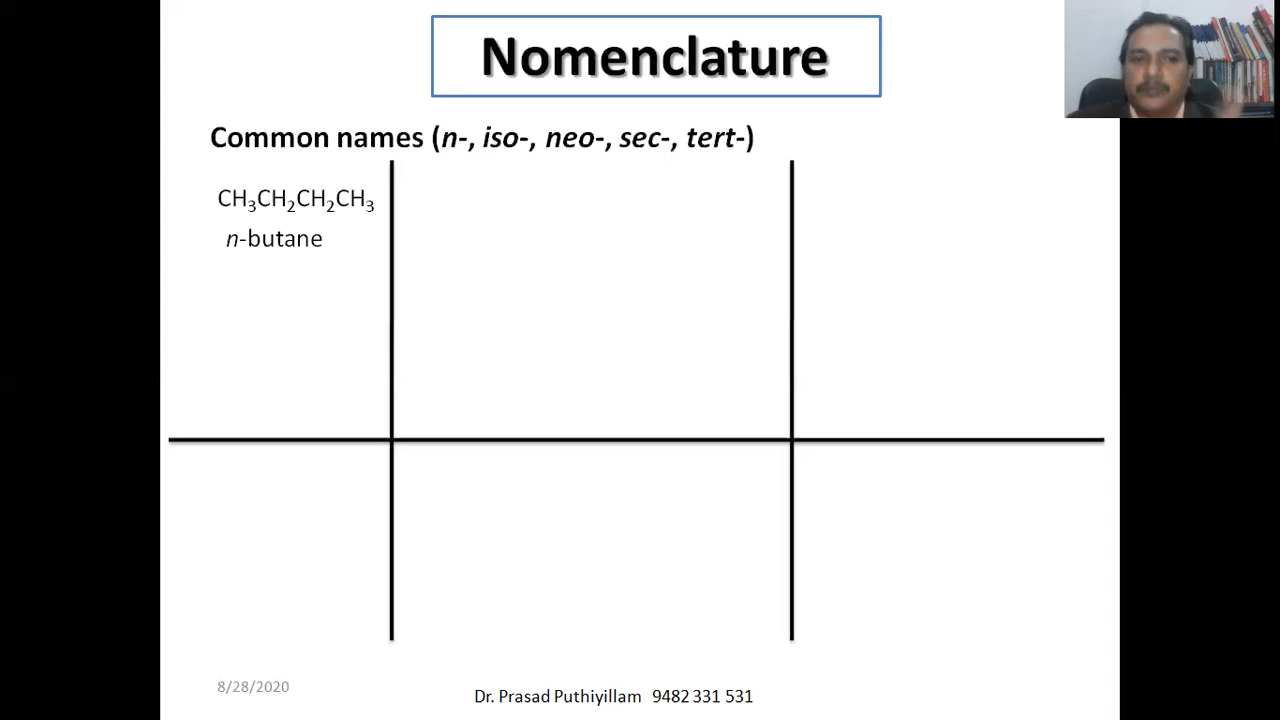 Nomenclature
Common names (n-, iso-, neo-, sec-, tert-)
CH₃CH₂CH₂CH₃
n-butane
8/28/2020
Dr. Prasad Puthiyillam 9482 331 531